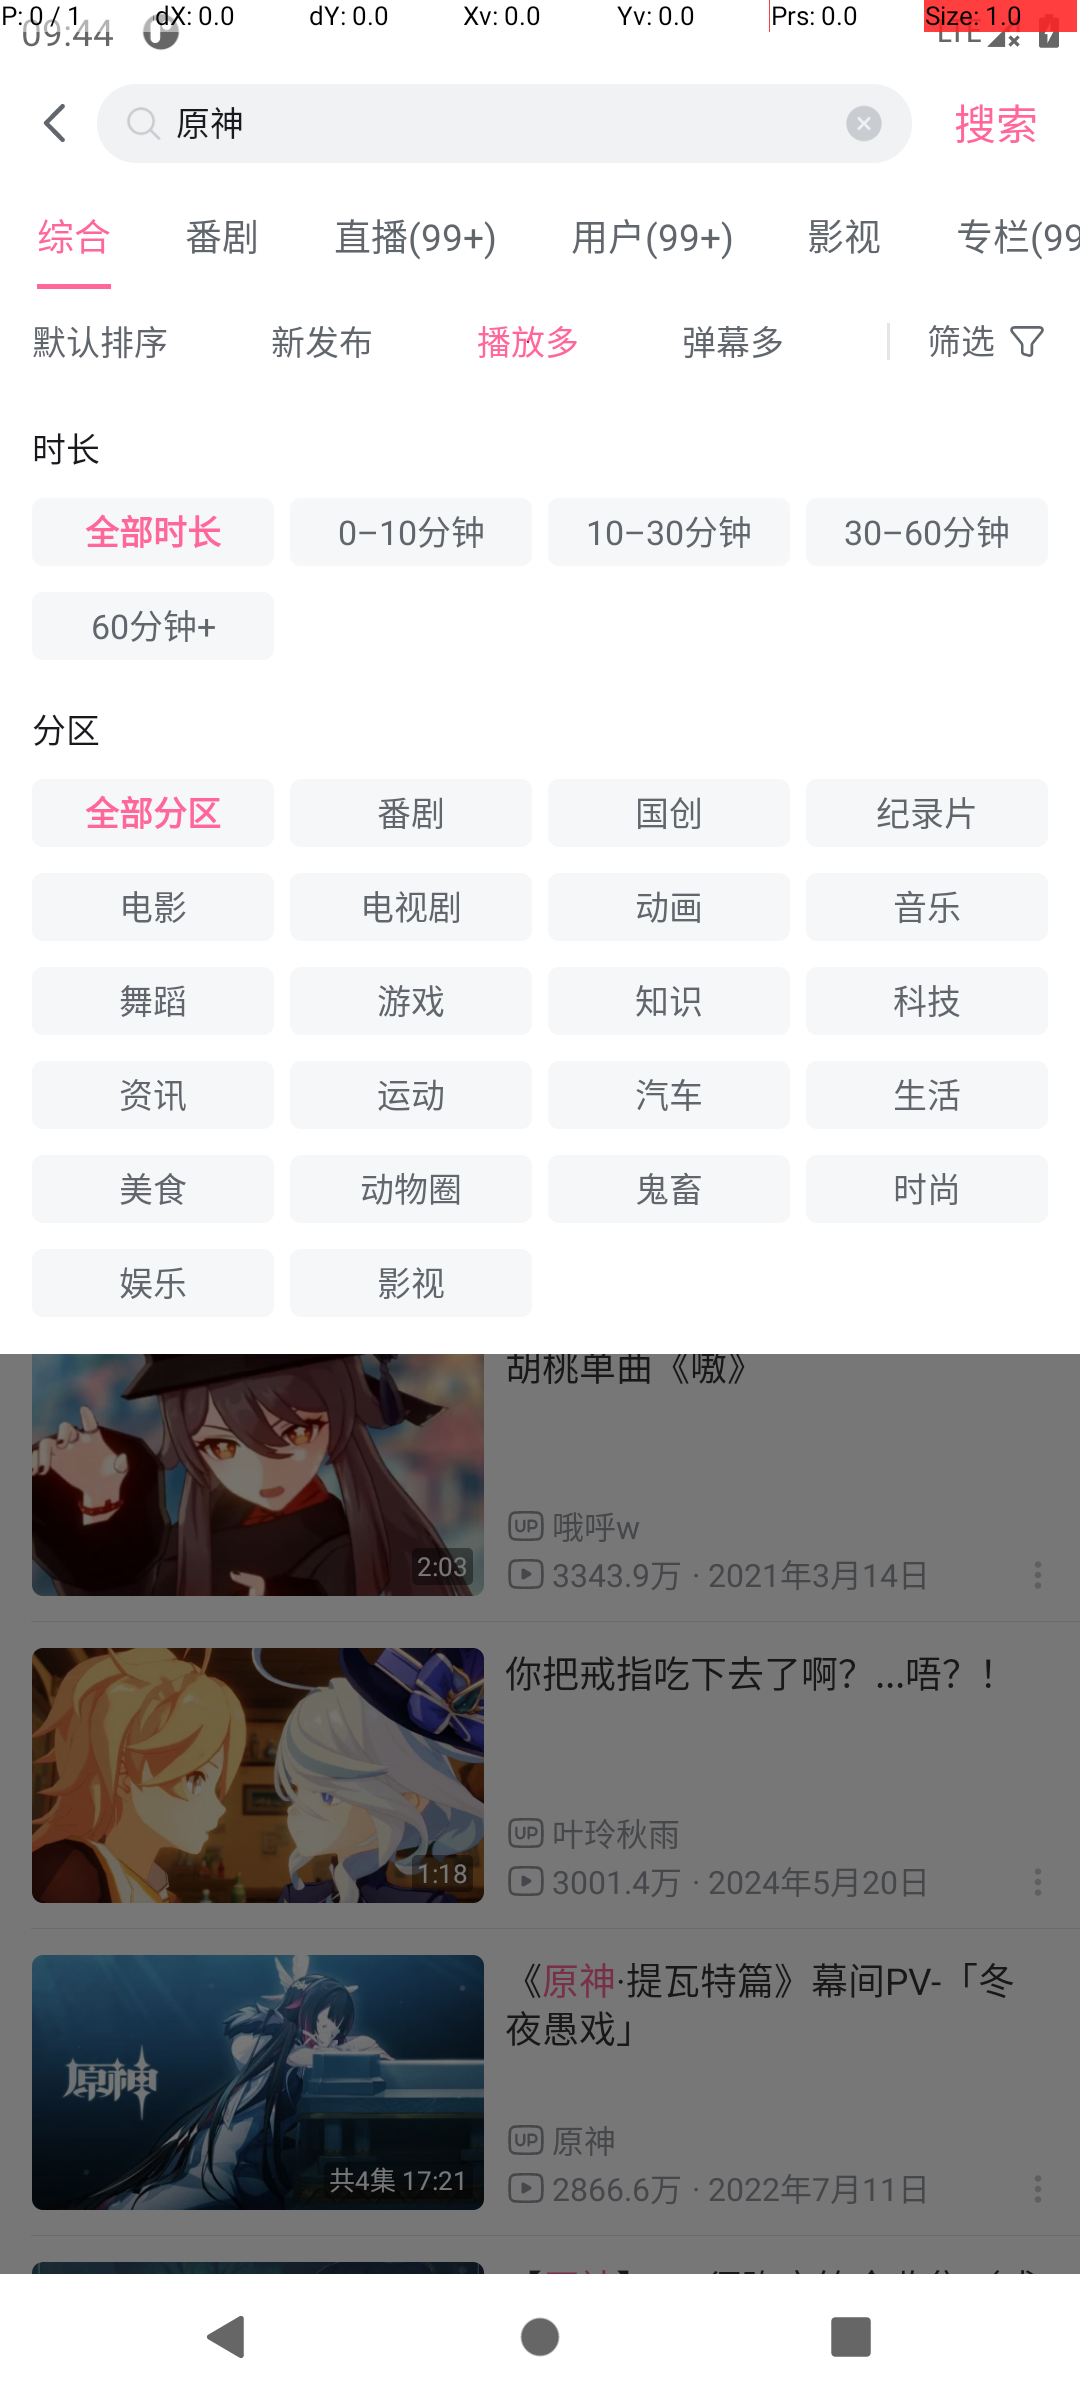 P: 0 / 1 dX: 0.0 dY: 0.0 Xv: 0.0 Yv: 0.0 Prs: 0.0 Size: 1.0
09:44 LTE
原神 搜索
综合 番剧 直播(99+) 用户(99+) 影视 专栏(99
默认排序 新发布 播放多 弹幕多 筛选
时长
全部时长 0–10分钟 10–30分钟 30–60分钟
60分钟+
分区
全部分区 番剧 国创 纪录片
电影 电视剧 动画 音乐
舞蹈 游戏 知识 科技
资讯 运动 汽车 生活
美食 动物圈 鬼畜 时尚
娱乐 影视
胡桃单曲《嗷》
UP 哦呼w
2:03 3343.9万 · 2021年3月14日
你把戒指吃下去了啊？...唔？！
UP 叶玲秋雨
1:18 3001.4万 · 2024年5月20日
《原神·提瓦特篇》幕间PV-「冬
夜愚戏」
原神
UP 原神
共4集 17:21 2866.6万 · 2022年7月11日